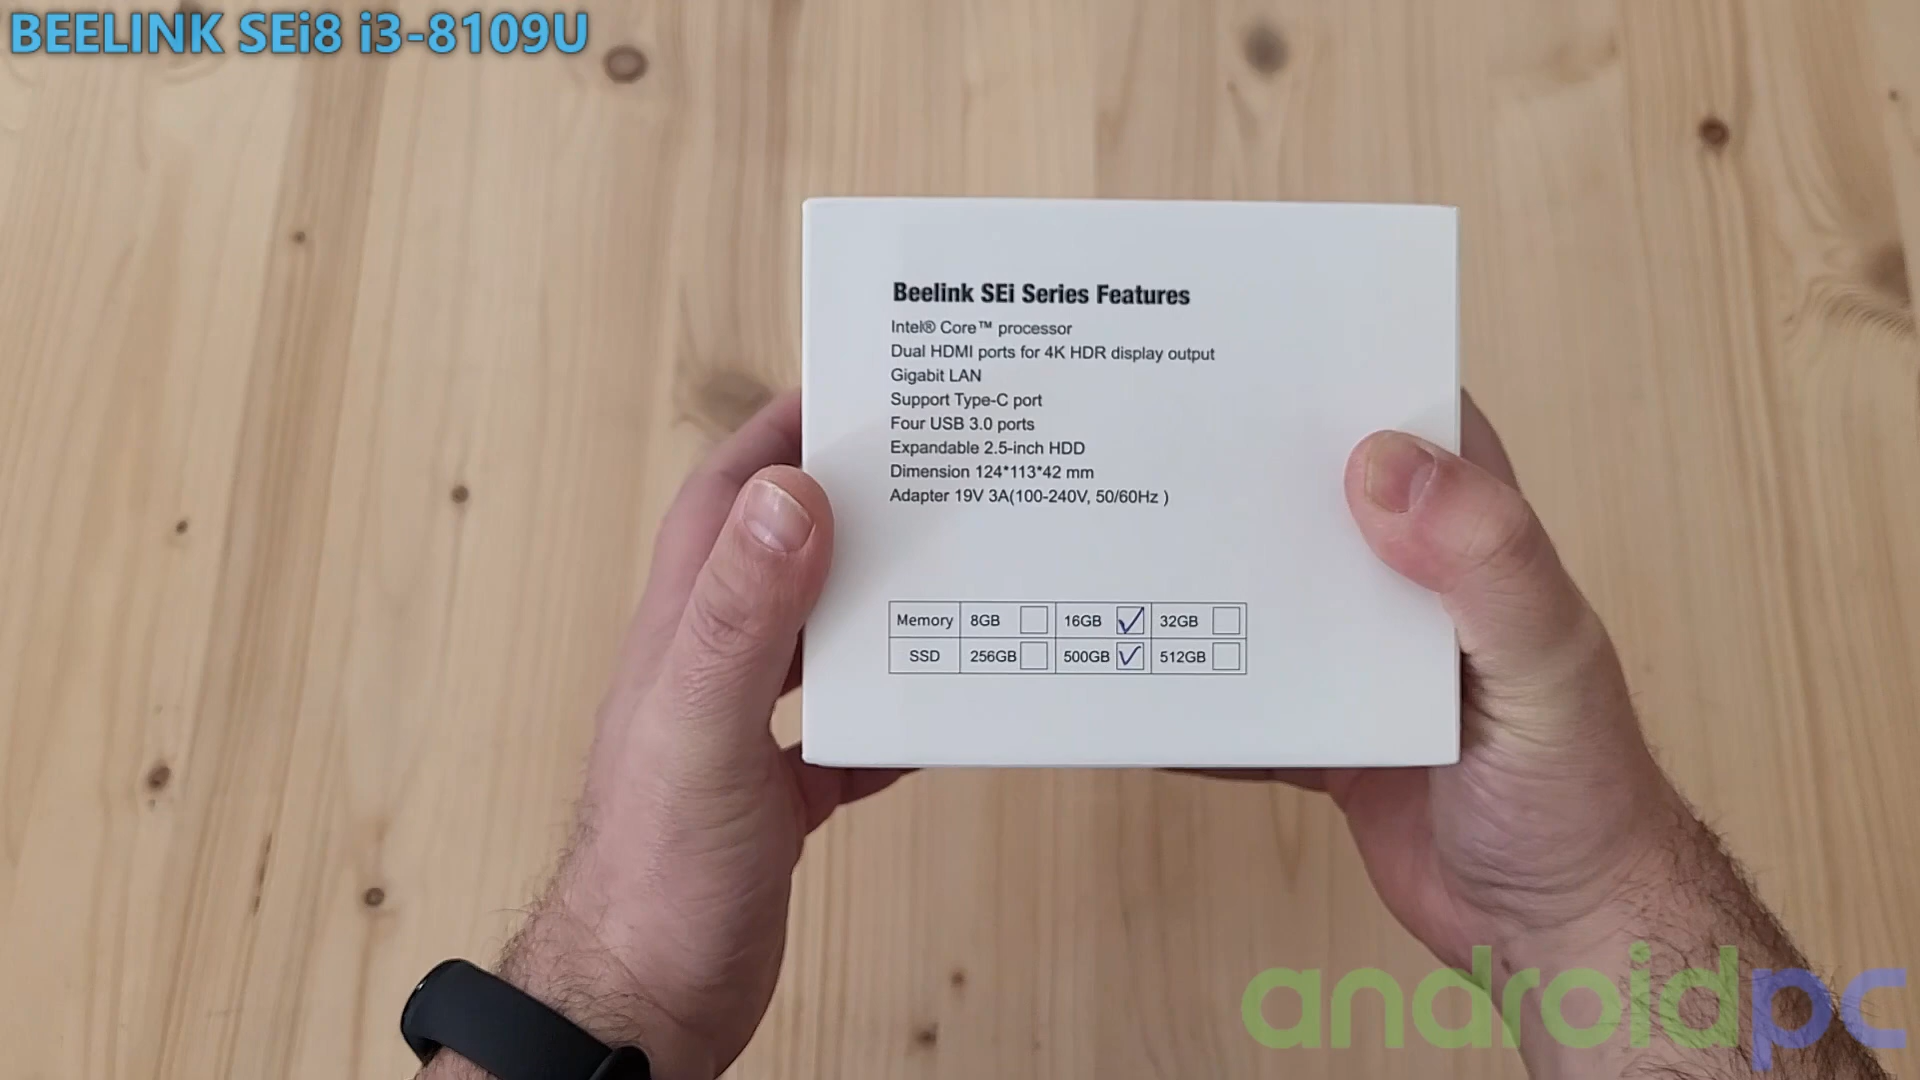 BEELINK SEi8 i3-8109U
Beelink SEi Series Features
Intel® Core™ processor
Dual HDMI ports for 4K HDR display output
Gigabit LAN
Support Type-C port
Four USB 3.0 ports
Expandable 2.5-inch HDD
Dimension 124*113*42 mm
Adapter 19V 3A(100-240V, 50/60Hz )
Memory 8GB 16GB 32GB
SSD 256GB 500GB 512GB
androidpc